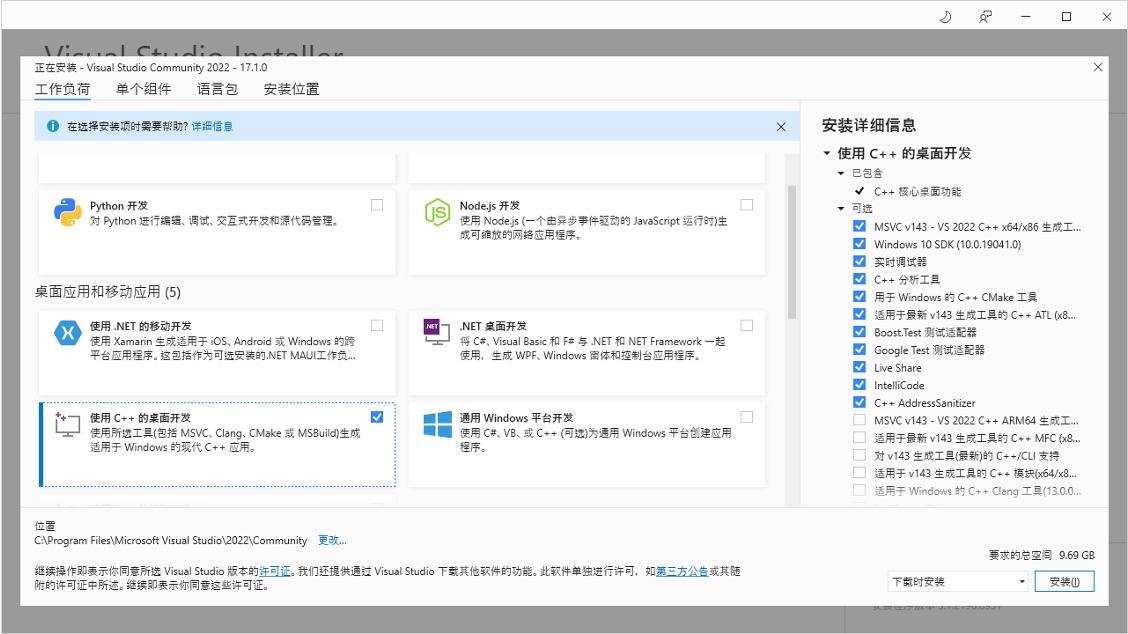 Visual Studio Installer
正在安装 - Visual Studio Community 2022 - 17.1.0
工作负荷 单个组件 语言包 安装位置
在选择安装项时需要帮助? 详细信息
Python 开发
对 Python 进行编辑、调试、交互式开发和源代码管理。
Node.js 开发
使用 Node.js (一个由异步事件驱动的 JavaScript 运行时)生
成可缩放的网络应用程序。
桌面应用和移动应用 (5)
使用 .NET 的移动开发
使用 Xamarin 生成适用于 iOS、Android 或 Windows 的跨
平台应用程序。这包括作为可选安装的.NET MAUI工作负...
.NET
.NET 桌面开发
将 C#、Visual Basic 和 F# 与 .NET 和 NET Framework 一起
使用，生成 WPF、Windows 窗体和控制台应用程序。
使用 C++ 的桌面开发
使用所选工具(包括 MSVC、Clang、CMake 或 MSBuild)生成
适用于 Windows 的现代 C++ 应用。
通用 Windows 平台开发
使用 C#、VB、或 C++ (可选)为通用 Windows 平台创建应用
程序。
安装详细信息
使用 C++ 的桌面开发
已包含
C++ 核心桌面功能
可选
MSVC v143 - VS 2022 C++ x64/x86 生成工...
Windows 10 SDK (10.0.19041.0)
实时调试器
C++ 分析工具
用于 Windows 的 C++ CMake 工具
适用于最新 v143 生成工具的 C++ ATL (x8...
Boost.Test 测试适配器
Google Test 测试适配器
Live Share
IntelliCode
C++ AddressSanitizer
MSVC v143 - VS 2022 C++ ARM64 生成工...
适用于最新 v143 生成工具的 C++ MFC (x8...
对 v143 生成工具(最新)的 C++/CLI 支持
适用于 v143 生成工具的 C++ 模块(x64/x8...
适用于 Windows 的 C++ Clang 工具(13.0.0...
位置
C:\Program Files\Microsoft Visual Studio\2022\Community 更改...
继续操作即表示你同意所选 Visual Studio 版本的许可证。我们还提供通过 Visual Studio 下载其他软件的功能。此软件单独进行许可，如第三方公告或其随
附的许可证中所述。继续即表示你同意这些许可证。
要求的总空间 9.69 GB
下载时安装 安装(I)